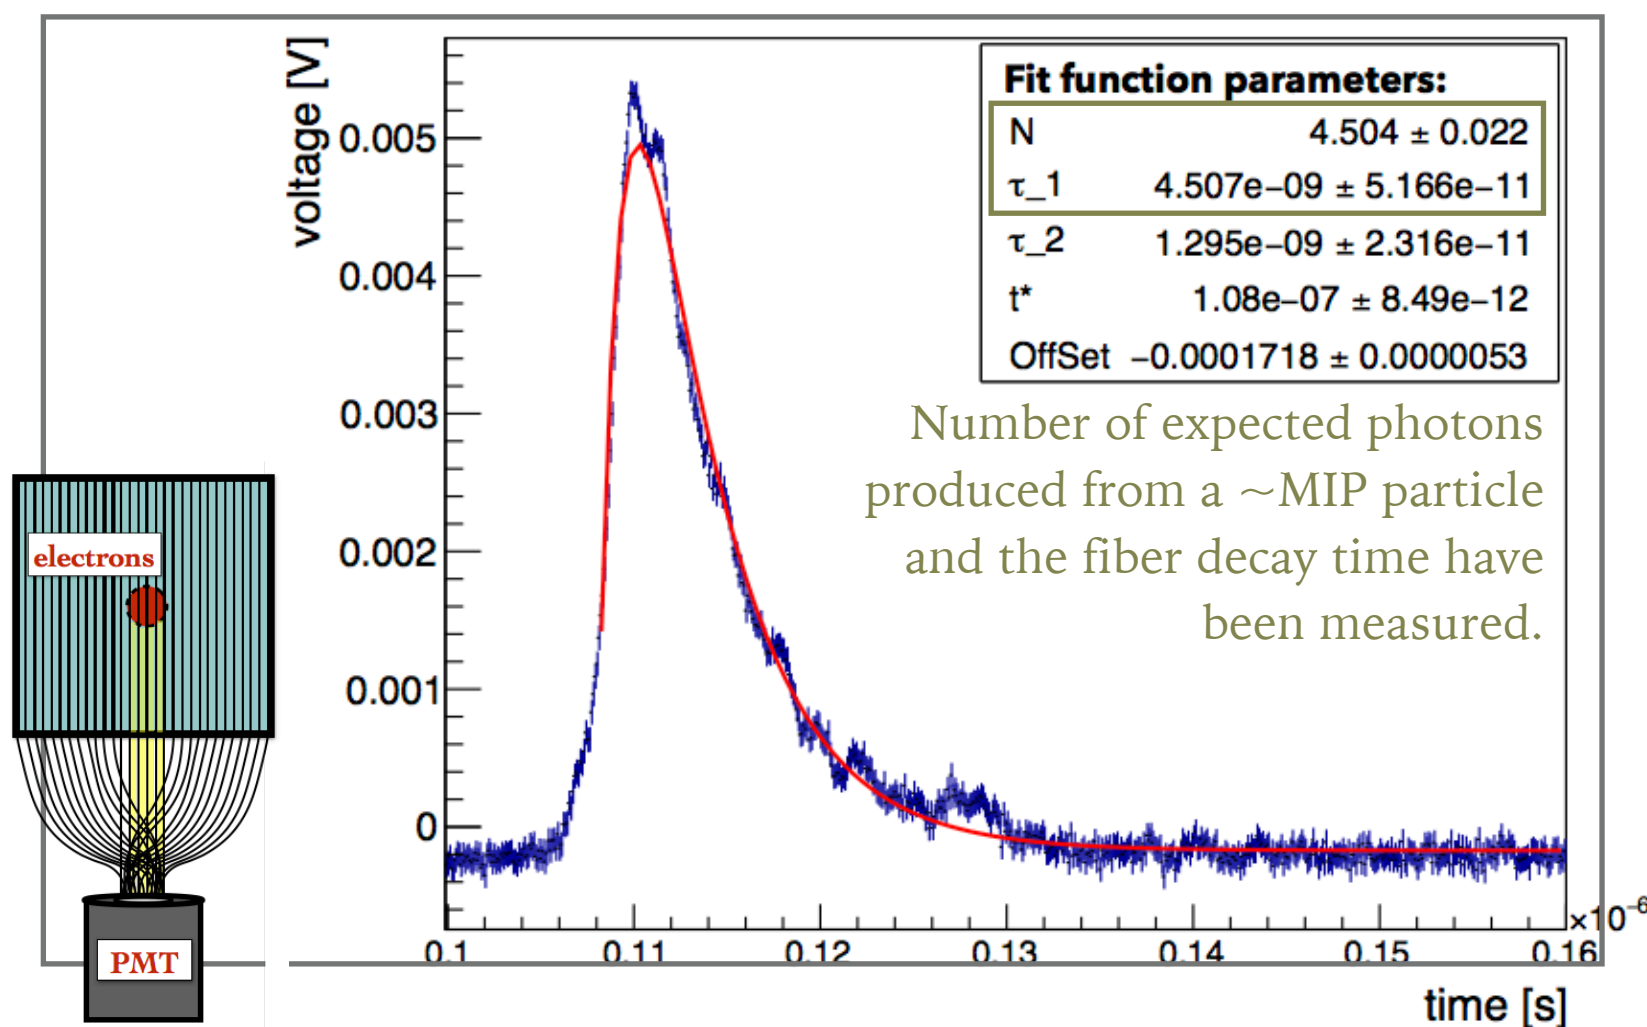 voltage [V]
0.005
0.004
0.003
0.002
0.001
0
Fit function parameters:
N 4.504 ± 0.022
τ_1 4.507e−09 ± 5.166e−11
τ_2 1.295e−09 ± 2.316e−11
t* 1.08e−07 ± 8.49e−12
OffSet −0.0001718 ± 0.0000053
Number of expected photons
produced from a ~MIP particle
and the fiber decay time have
been measured.
electrons
PMT
×10⁻⁶
0.1 0.11 0.12 0.13 0.14 0.15 0.16
time [s]